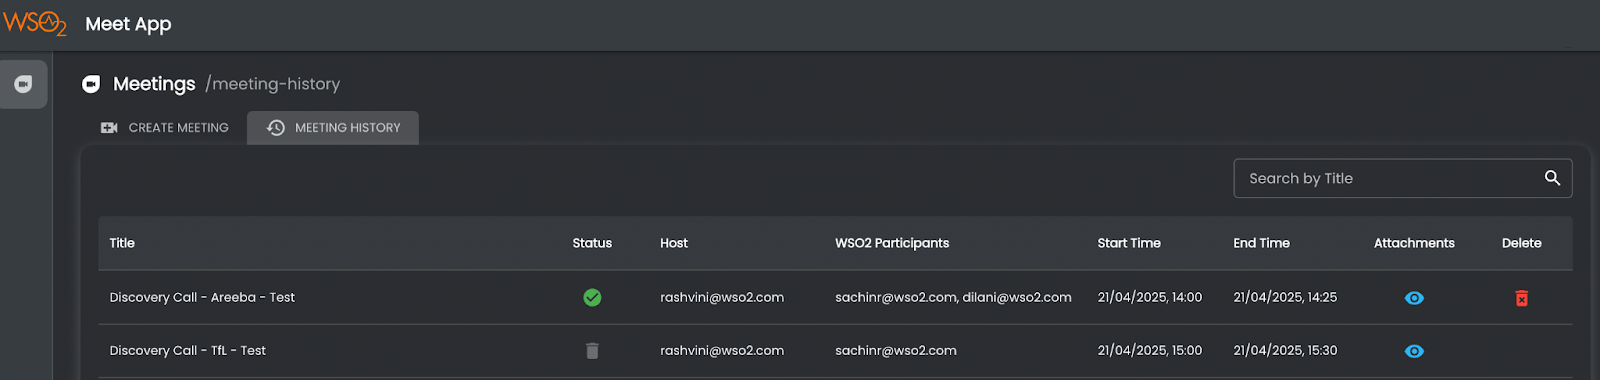 WSO2 Meet App
Meetings /meeting-history
CREATE MEETING MEETING HISTORY
Search by Title
Title Status Host WSO2 Participants Start Time End Time Attachments Delete
Discovery Call - Areeba - Test rashvini@wso2.com sachinr@wso2.com, dilani@wso2.com 21/04/2025, 14:00 21/04/2025, 14:25
Discovery Call - TfL - Test rashvini@wso2.com sachinr@wso2.com 21/04/2025, 15:00 21/04/2025, 15:30